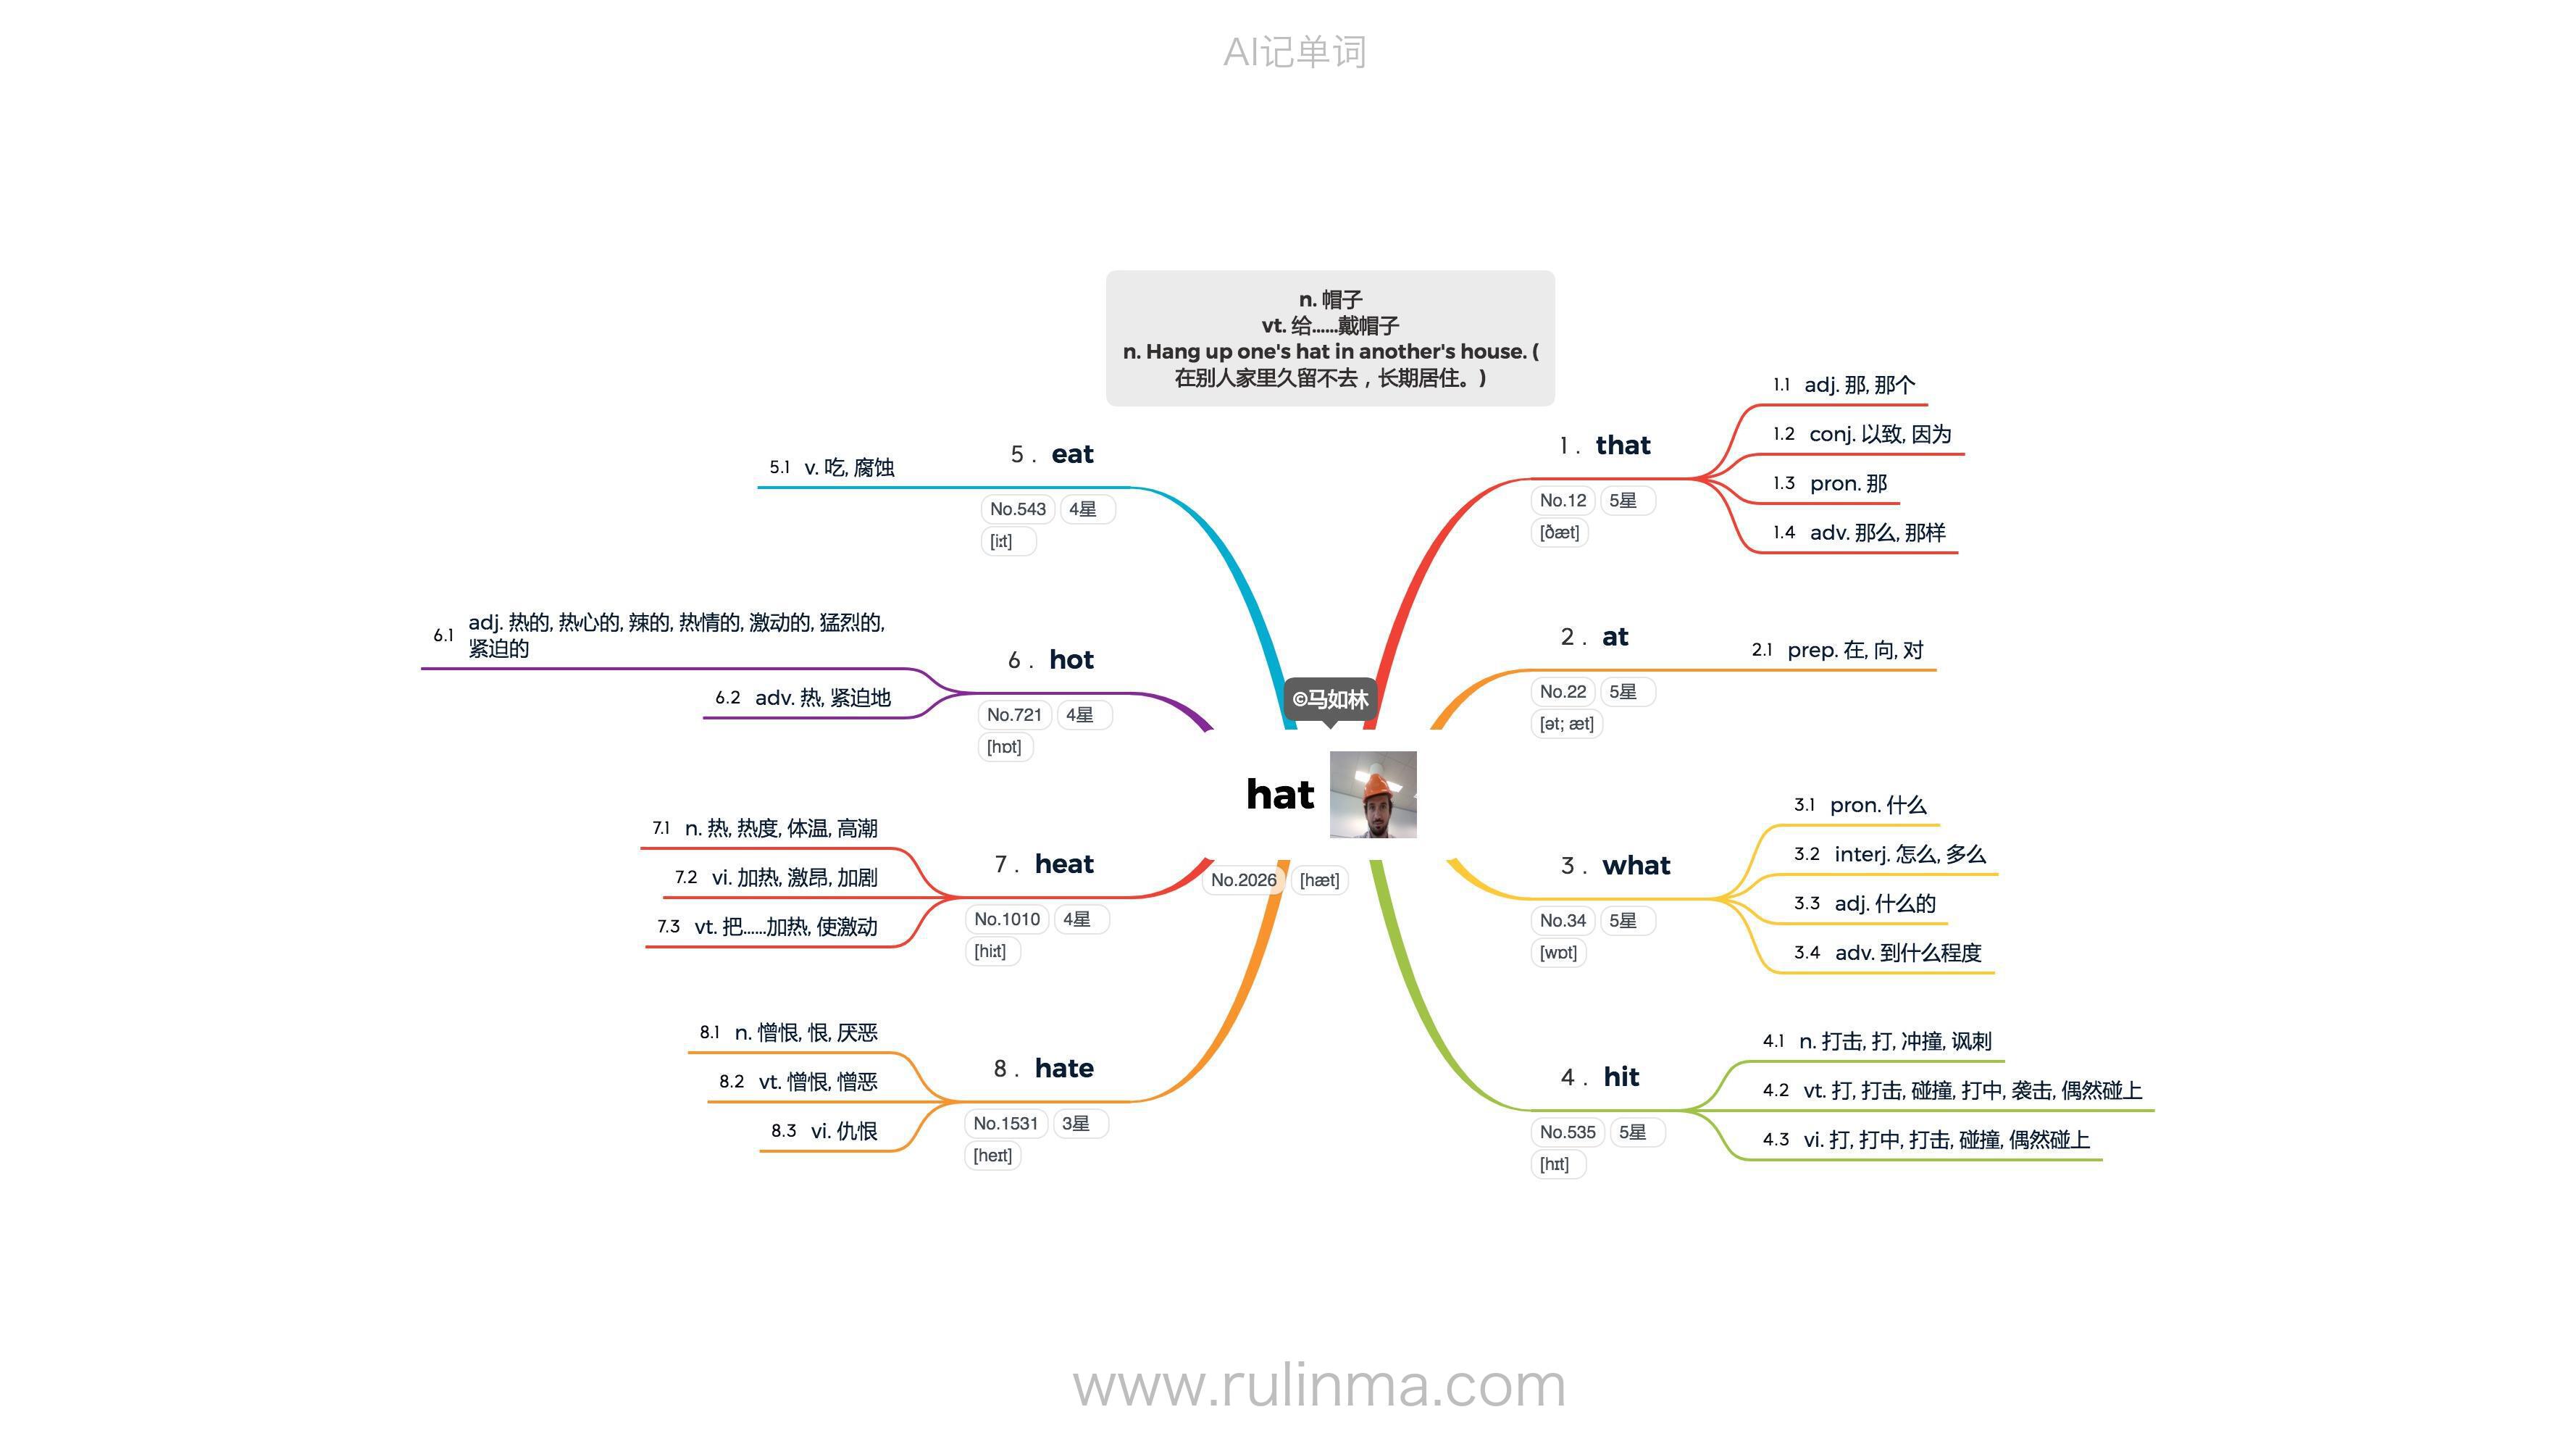 AI记单词
n. 帽子
vt. 给……戴帽子
n. Hang up one's hat in another's house. (
在别人家里久留不去，长期居住。)
©马如林
hat
No.2026 [hæt]
1. that
No.12 5星
[ðæt]
1.1 adj. 那, 那个
1.2 conj. 以致, 因为
1.3 pron. 那
1.4 adv. 那么, 那样
2. at
No.22 5星
[ət; æt]
2.1 prep. 在, 向, 对
3. what
No.34 5星
[wɒt]
3.1 pron. 什么
3.2 interj. 怎么, 多么
3.3 adj. 什么的
3.4 adv. 到什么程度
4. hit
No.535 5星
[hɪt]
4.1 n. 打击, 打, 冲撞, 讽刺
4.2 vt. 打, 打击, 碰撞, 打中, 袭击, 偶然碰上
4.3 vi. 打, 打中, 打击, 碰撞, 偶然碰上
5. eat
No.543 4星
[iːt]
5.1 v. 吃, 腐蚀
6. hot
No.721 4星
[hɒt]
6.1 adj. 热的, 热心的, 辣的, 热情的, 激动的, 猛烈的,
紧迫的
6.2 adv. 热, 紧迫地
7. heat
No.1010 4星
[hiːt]
7.1 n. 热, 热度, 体温, 高潮
7.2 vi. 加热, 激昂, 加剧
7.3 vt. 把……加热, 使激动
8. hate
No.1531 3星
[heɪt]
8.1 n. 憎恨, 恨, 厌恶
8.2 vt. 憎恨, 憎恶
8.3 vi. 仇恨
www.rulinma.com